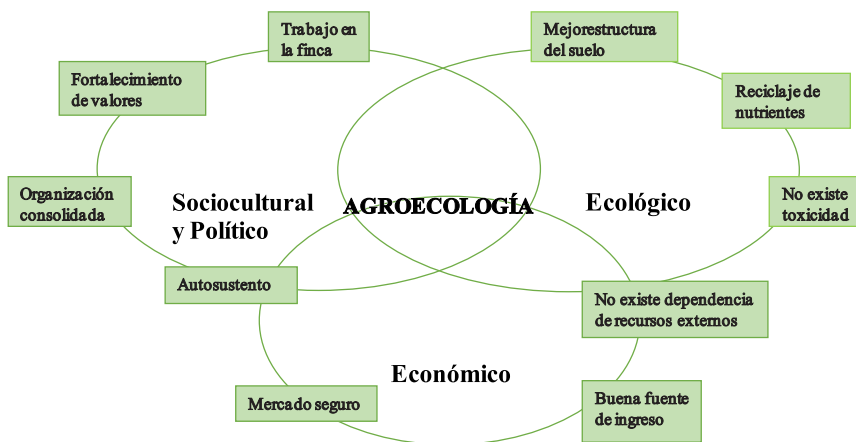 Trabajo en
la finca
Mejorestructura
del suelo
Fortalecimiento
de valores
Reciclaje de
nutrientes
Organización
consolidada
Sociocultural
y Político
AGROECOLOGÍA
Ecológico
No existe
toxicidad
Autosustento
No existe dependencia
de recursos externos
Económico
Mercado seguro
Buena fuente
de ingreso